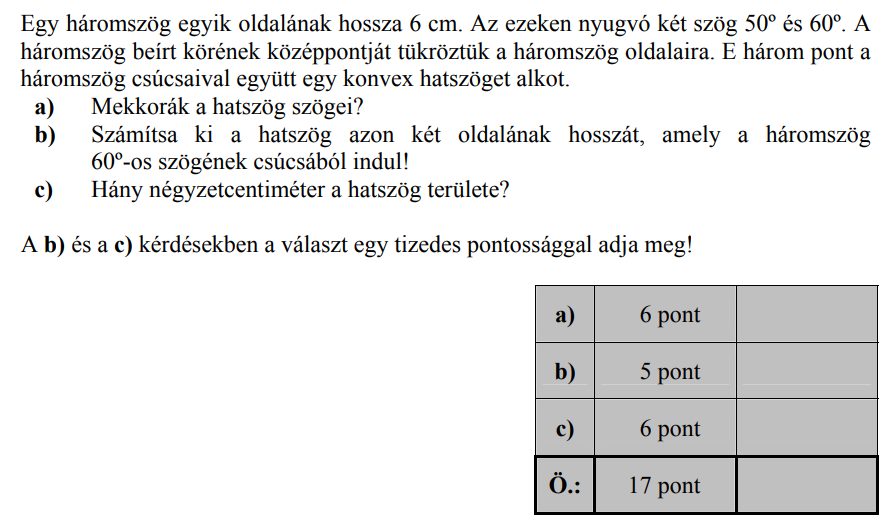 Egy háromszög egyik oldalának hossza 6 cm. Az ezeken nyugvó két szög 50º és 60º. A
háromszög beírt körének középpontját tükröztük a háromszög oldalaira. E három pont a
háromszög csúcsaival együtt egy konvex hatszöget alkot.
a) Mekkorák a hatszög szögei?
b) Számítsa ki a hatszög azon két oldalának hosszát, amely a háromszög
60º-os szögének csúcsából indul!
c) Hány négyzetcentiméter a hatszög területe?
A b) és a c) kérdésekben a választ egy tizedes pontossággal adja meg!
a) 6 pont
b) 5 pont
c) 6 pont
Ö.: 17 pont